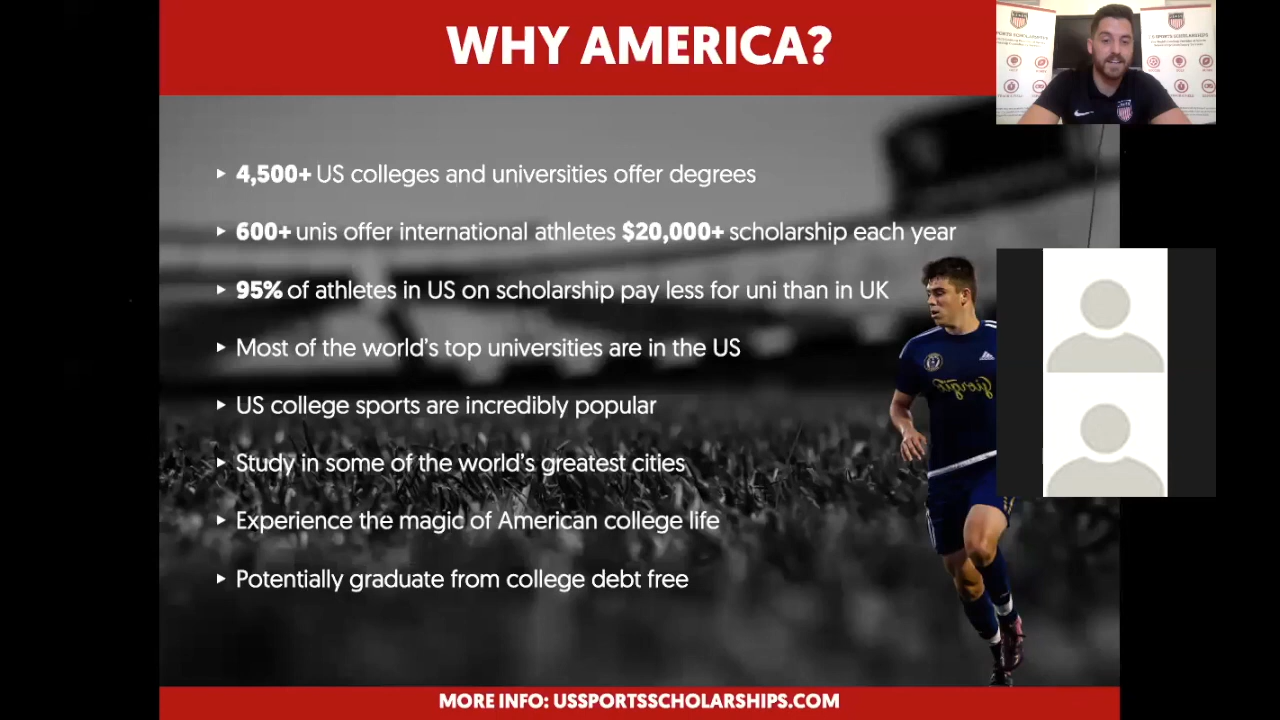 WHY AMERICA?
4,500+ US colleges and universities offer degrees
600+ unis offer international athletes $20,000+ scholarship each year
95% of athletes in US on scholarship pay less for uni than in UK
Most of the world's top universities are in the US
US college sports are incredibly popular
Study in some of the world's greatest cities
Experience the magic of American college life
Potentially graduate from college debt free
MORE INFO: USSPORTSSCHOLARSHIPS.COM